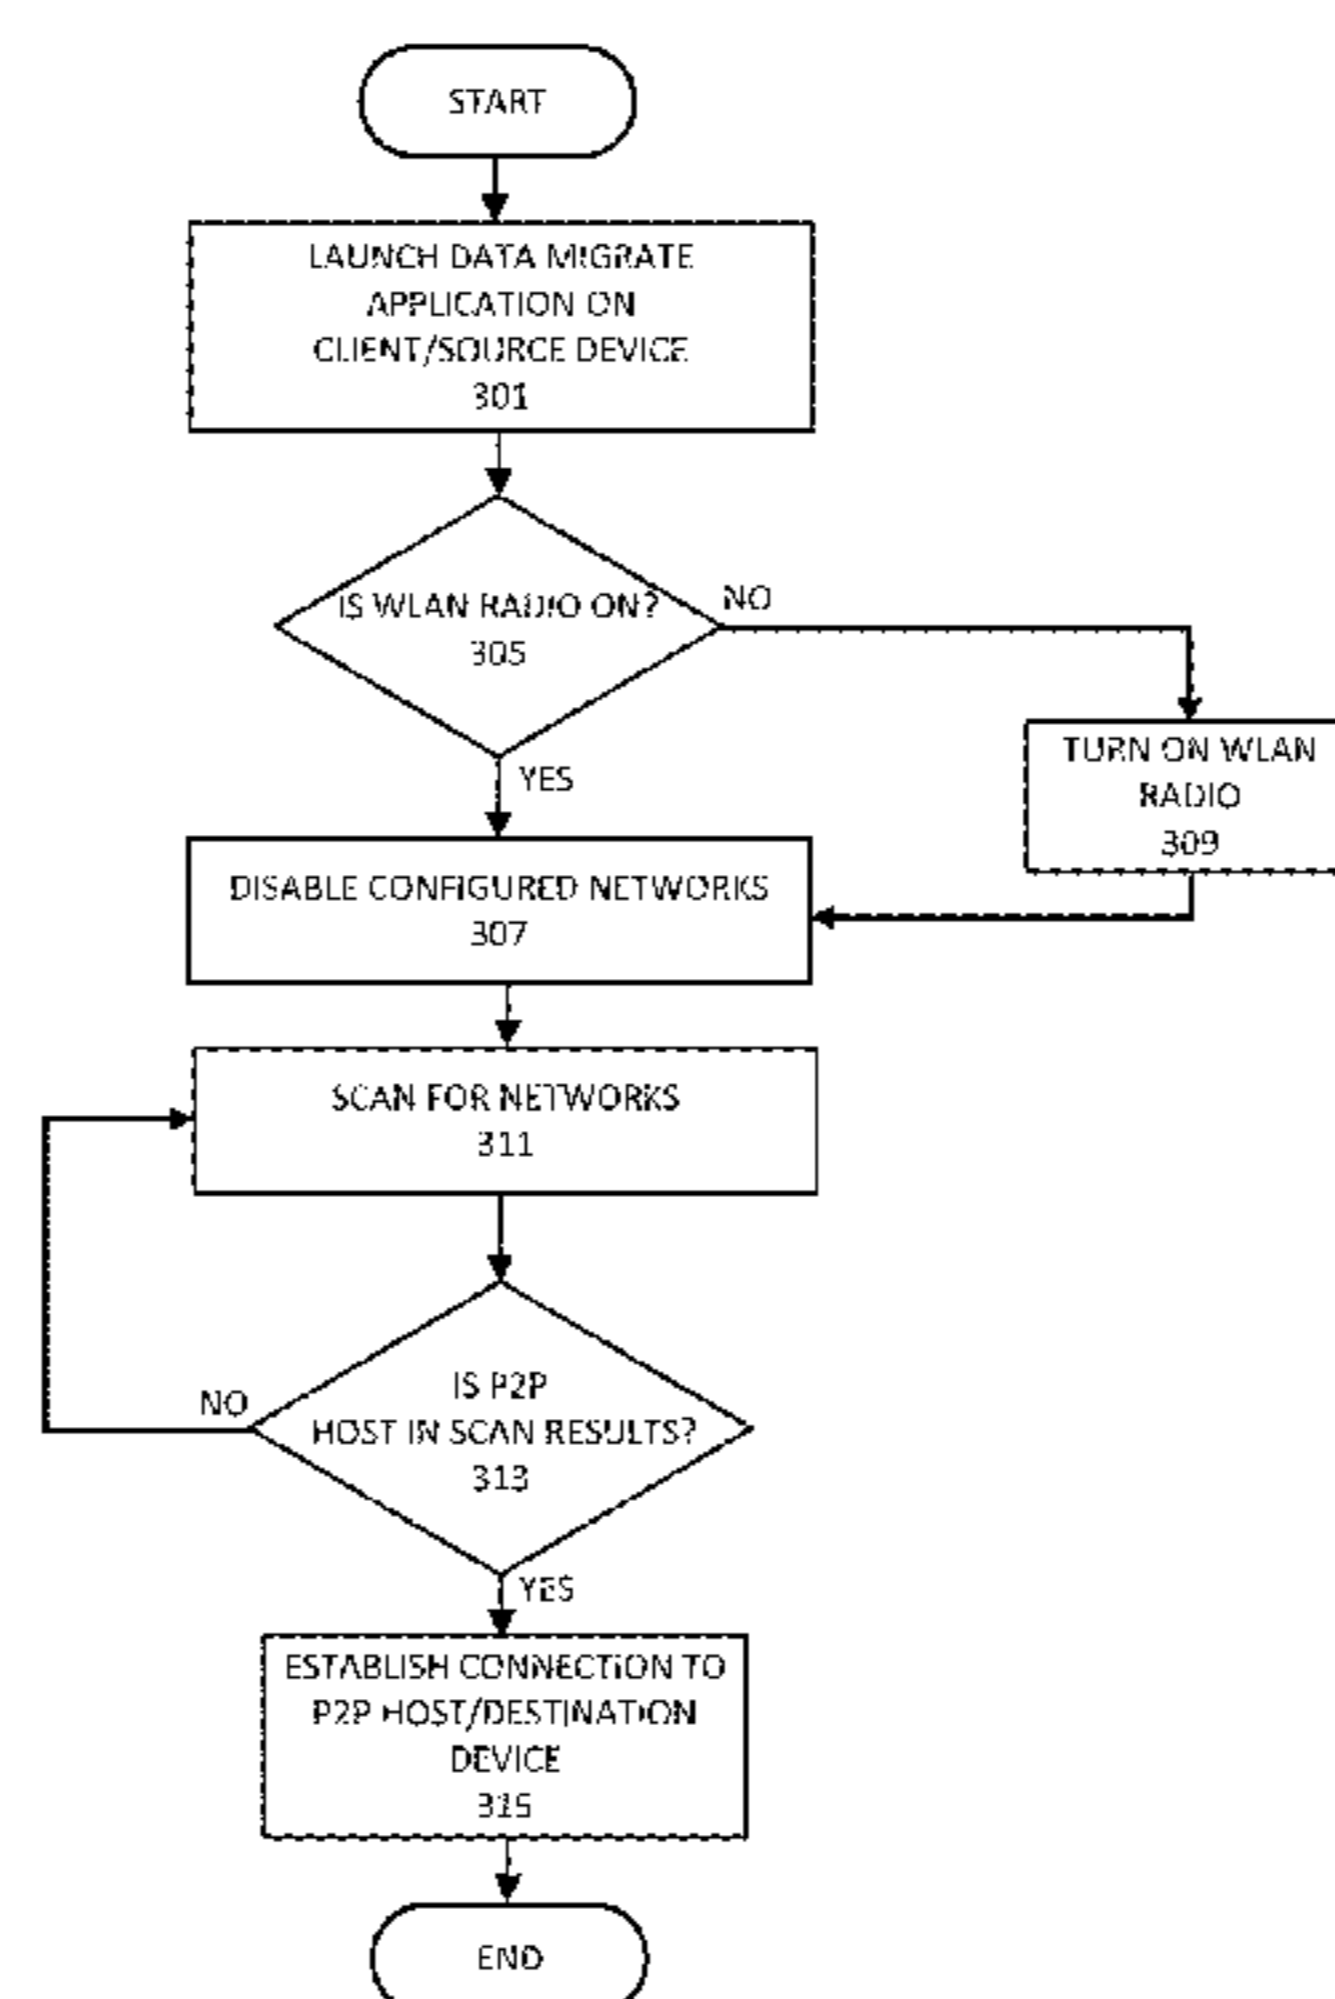 START
LAUNCH DATA MIGRATE
APPLICATION ON
CLIENT/SOURCE DEVICE
301
IS WLAN RADIO ON?
305
NO
YES
TURN ON WLAN
RADIO
309
DISABLE CONFIGURED NETWORKS
307
SCAN FOR NETWORKS
311
IS P2P
HOST IN SCAN RESULTS?
313
NO
YES
ESTABLISH CONNECTION TO
P2P HOST/DESTINATION
DEVICE
315
END